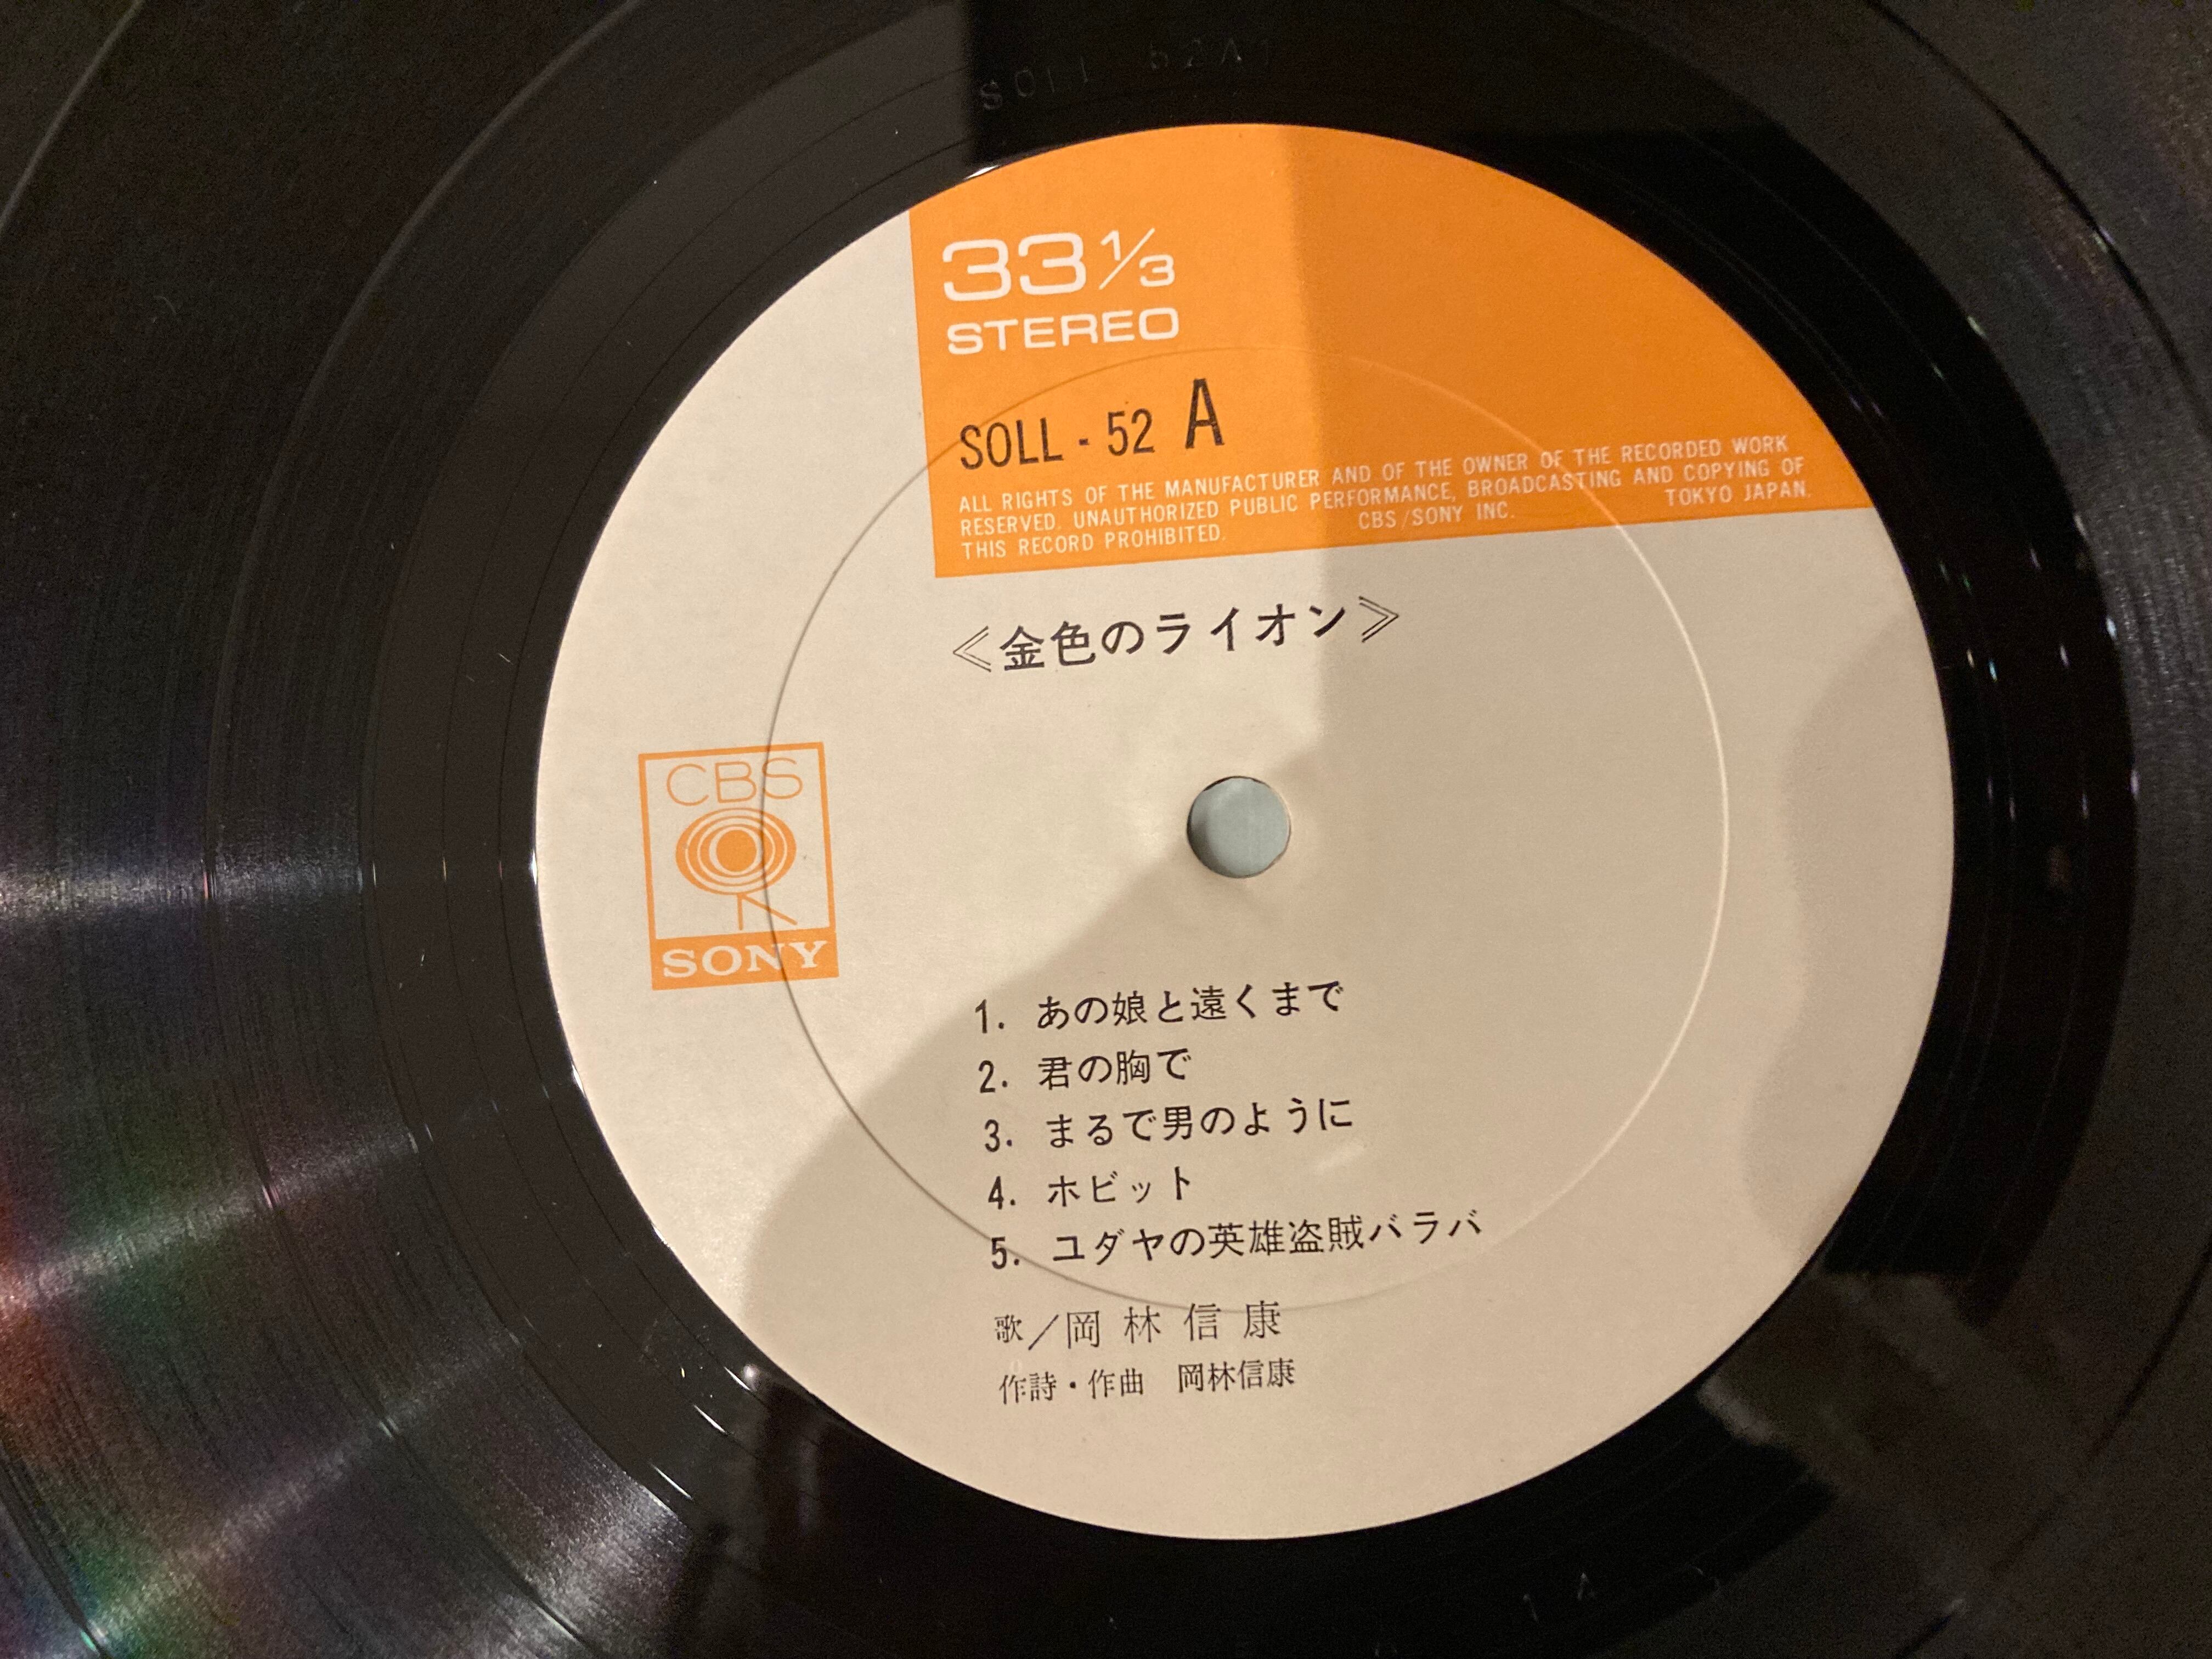 SOLL 52A1
33 1/3
STEREO
SOLL - 52 A
ALL RIGHTS OF THE MANUFACTURER AND OF THE OWNER OF THE RECORDED WORK
RESERVED. UNAUTHORIZED PUBLIC PERFORMANCE, BROADCASTING AND COPYING OF
THIS RECORD PROHIBITED. CBS/SONY INC. TOKYO JAPAN.
≪金色のライオン≫
CBS
SONY
1. あの娘と遠くまで
2. 君の胸で
3. まるで男のように
4. ホビット
5. ユダヤの英雄盗賊バラバ
歌／岡林信康
作詩・作曲 岡林信康